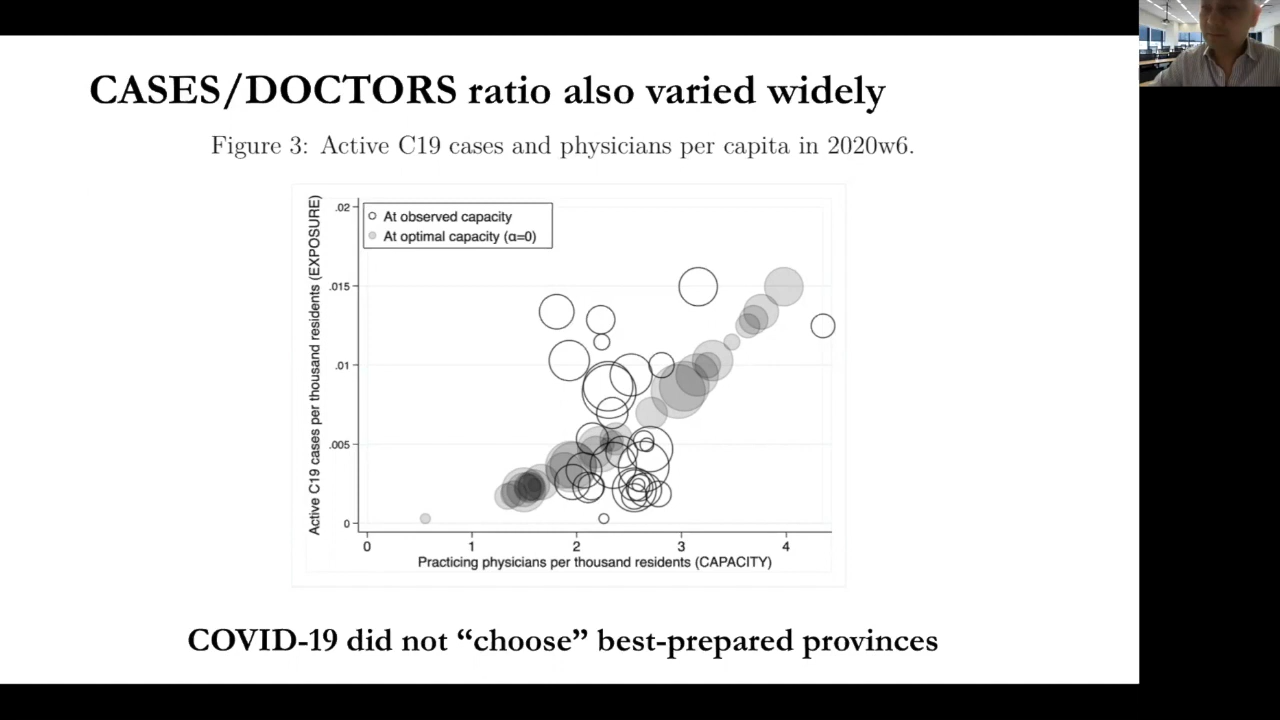 CASES/DOCTORS ratio also varied widely
Figure 3: Active C19 cases and physicians per capita in 2020w6.
Active C19 cases per thousand residents (EXPOSURE)
.02
.015
.01
.005
0
At observed capacity
At optimal capacity (α=0)
0 1 2 3 4
Practicing physicians per thousand residents (CAPACITY)
COVID-19 did not “choose” best-prepared provinces